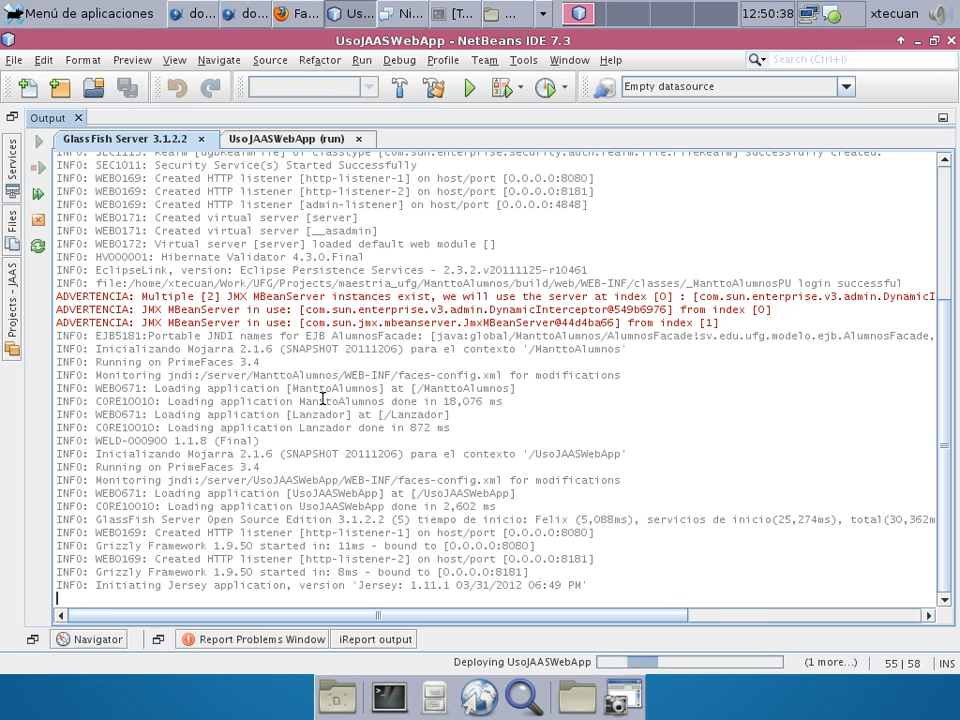 Menú de aplicaciones
do...
do...
Fa...
Us...
Ni...
[T...
...
12:50:38
xtecuan
UsoJAASWebApp - NetBeans IDE 7.3
File Edit Format Preview View Navigate Source Refactor Run Debug Profile Team Tools Window Help
Search (Ctrl+I)
Empty datasource
Output
GlassFish Server 3.1.2.2
UsoJAASWebApp (run)
Services
Files
Projects - JAAS
INFO: SEC1011: Security Service(s) Started Successfully
INFO: WEB0169: Created HTTP listener [http-listener-1] on host/port [0.0.0.0:8080]
INFO: WEB0169: Created HTTP listener [http-listener-2] on host/port [0.0.0.0:8181]
INFO: WEB0169: Created HTTP listener [admin-listener] on host/port [0.0.0.0:4848]
INFO: WEB0171: Created virtual server [server]
INFO: WEB0171: Created virtual server [__asadmin]
INFO: WEB0172: Virtual server [server] loaded default web module []
INFO: HV000001: Hibernate Validator 4.3.0.Final
INFO: EclipseLink, version: Eclipse Persistence Services - 2.3.2.v20111125-r10461
INFO: file:/home/xtecuan/Work/UFG/Projects/maestria_ufg/ManttoAlumnos/build/web/WEB-INF/classes/_ManttoAlumnosPU login successful
ADVERTENCIA: Multiple [2] JMX MBeanServer instances exist, we will use the server at index [0] : [com.sun.enterprise.v3.admin.DynamicI
ADVERTENCIA: JMX MBeanServer in use: [com.sun.enterprise.v3.admin.DynamicInterceptor@549b6976] from index [0]
ADVERTENCIA: JMX MBeanServer in use: [com.sun.jmx.mbeanserver.JmxMBeanServer@44d4ba66] from index [1]
INFO: EJB5181:Portable JNDI names for EJB AlumnosFacade: [java:global/ManttoAlumnos/AlumnosFacade!sv.edu.ufg.modelo.ejb.AlumnosFacade,
INFO: Inicializando Mojarra 2.1.6 (SNAPSHOT 20111206) para el contexto '/ManttoAlumnos'
INFO: Running on PrimeFaces 3.4
INFO: Monitoring jndi:/server/ManttoAlumnos/WEB-INF/faces-config.xml for modifications
INFO: WEB0671: Loading application [ManttoAlumnos] at [/ManttoAlumnos]
INFO: CORE10010: Loading application ManttoAlumnos done in 18,076 ms
INFO: WEB0671: Loading application [Lanzador] at [/Lanzador]
INFO: CORE10010: Loading application Lanzador done in 872 ms
INFO: WELD-000900 1.1.8 (Final)
INFO: Inicializando Mojarra 2.1.6 (SNAPSHOT 20111206) para el contexto '/UsoJAASWebApp'
INFO: Running on PrimeFaces 3.4
INFO: Monitoring jndi:/server/UsoJAASWebApp/WEB-INF/faces-config.xml for modifications
INFO: WEB0671: Loading application [UsoJAASWebApp] at [/UsoJAASWebApp]
INFO: CORE10010: Loading application UsoJAASWebApp done in 2,602 ms
INFO: GlassFish Server Open Source Edition 3.1.2.2 (5) tiempo de inicio: Felix (5,088ms), servicios de inicio(25,274ms), total(30,362m
INFO: WEB0169: Created HTTP listener [http-listener-1] on host/port [0.0.0.0:8080]
INFO: Grizzly Framework 1.9.50 started in: 11ms - bound to [0.0.0.0:8080]
INFO: WEB0169: Created HTTP listener [http-listener-2] on host/port [0.0.0.0:8181]
INFO: Grizzly Framework 1.9.50 started in: 8ms - bound to [0.0.0.0:8181]
INFO: Initiating Jersey application, version 'Jersey: 1.11.1 03/31/2012 06:49 PM'
Navigator
Report Problems Window
iReport output
Deploying UsoJAASWebApp
(1 more...)
55 | 58
INS